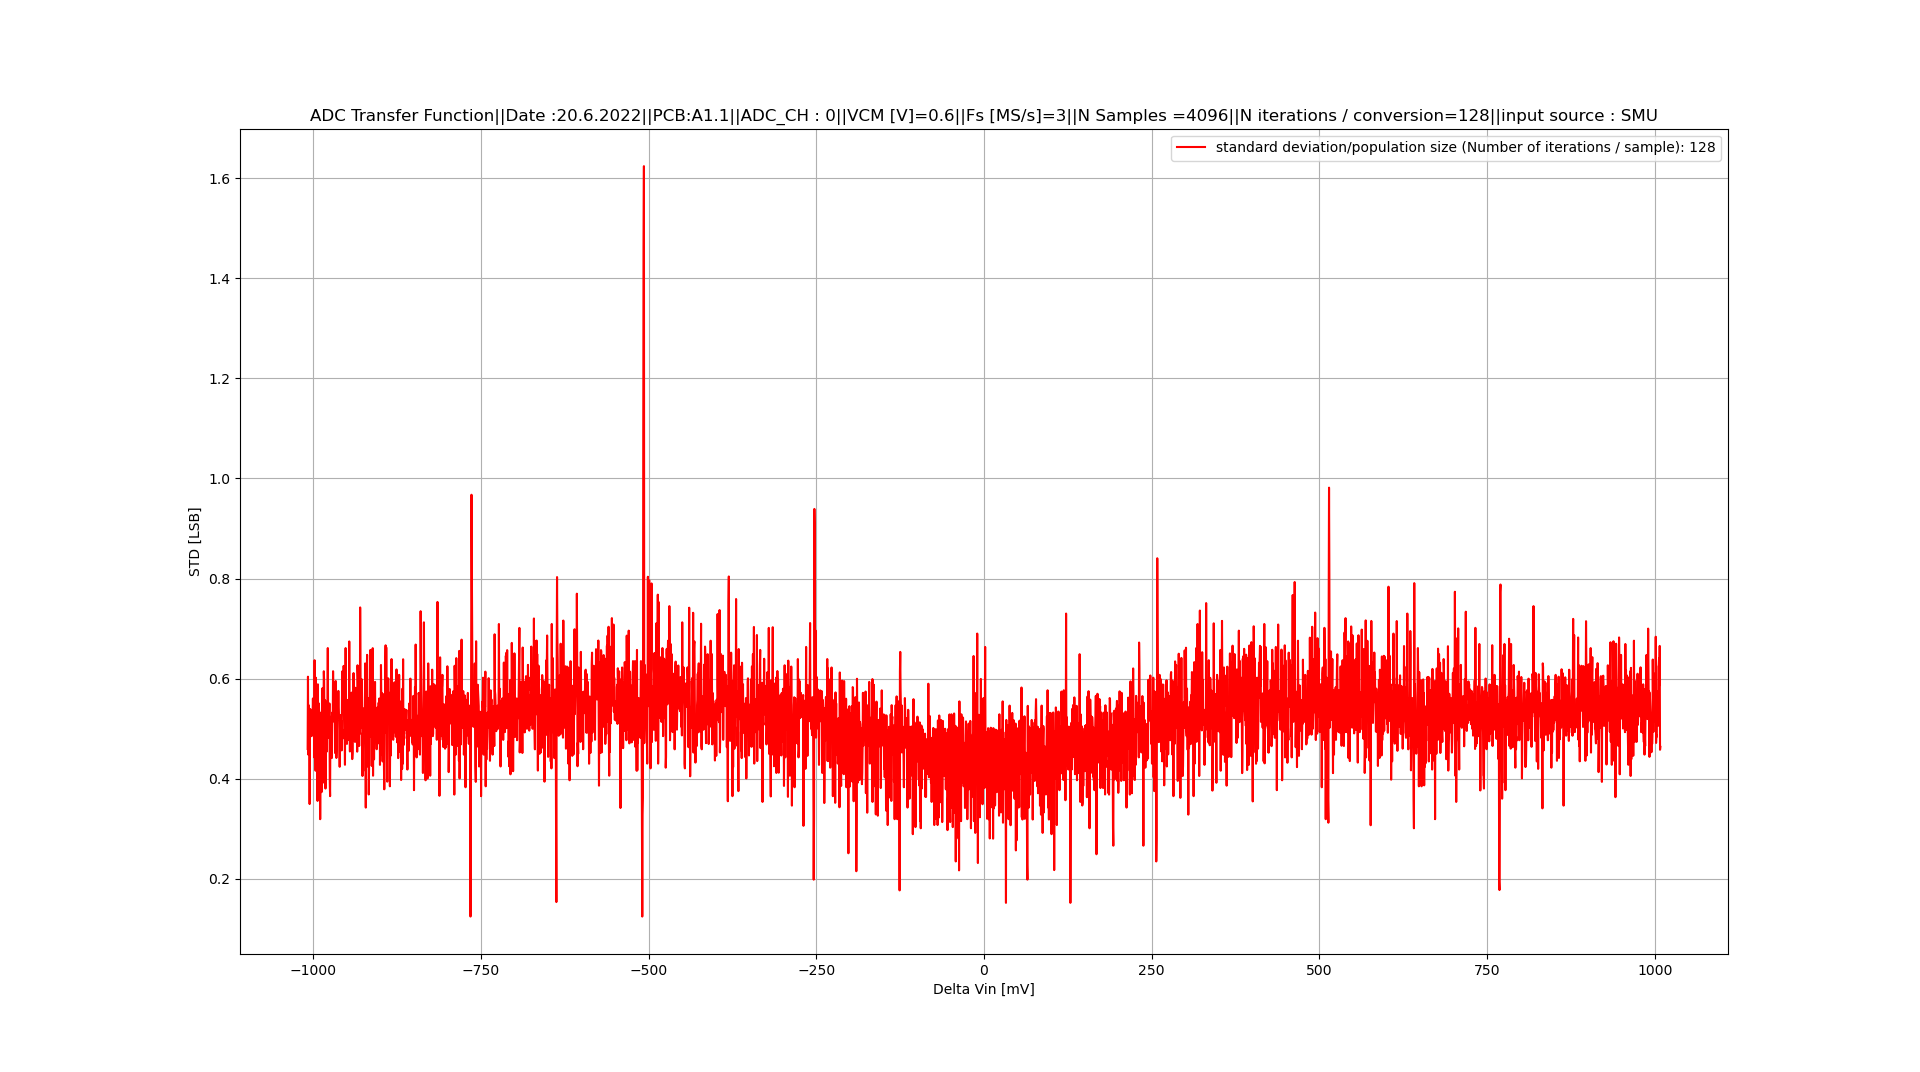 ADC Transfer Function||Date :20.6.2022||PCB:A1.1||ADC_CH : 0||VCM [V]=0.6||Fs [MS/s]=3||N Samples =4096||N iterations / conversion=128||input source : SMU
standard deviation/population size (Number of iterations / sample): 128
1.6
1.4
1.2
1.0
0.8
0.6
0.4
0.2
STD [LSB]
−1000 −750 −500 −250 0 250 500 750 1000
Delta Vin [mV]